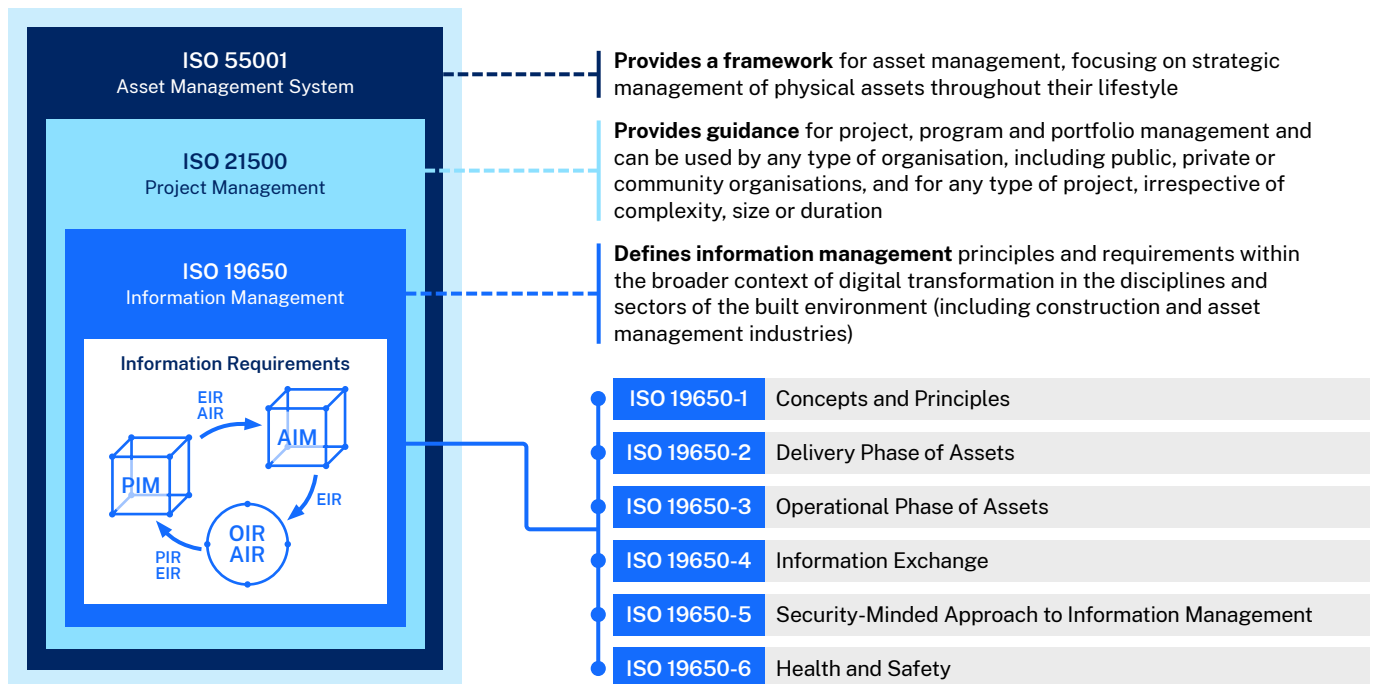 ISO 55001
Asset Management System
Provides a framework for asset management, focusing on strategic
management of physical assets throughout their lifestyle
ISO 21500
Project Management
Provides guidance for project, program and portfolio management and
can be used by any type of organisation, including public, private or
community organisations, and for any type of project, irrespective of
complexity, size or duration
ISO 19650
Information Management
Defines information management principles and requirements within
the broader context of digital transformation in the disciplines and
sectors of the built environment (including construction and asset
management industries)
Information Requirements
EIR
AIR
AIM
PIM
EIR
OIR
AIR
PIR
EIR
ISO 19650-1 Concepts and Principles
ISO 19650-2 Delivery Phase of Assets
ISO 19650-3 Operational Phase of Assets
ISO 19650-4 Information Exchange
ISO 19650-5 Security-Minded Approach to Information Management
ISO 19650-6 Health and Safety